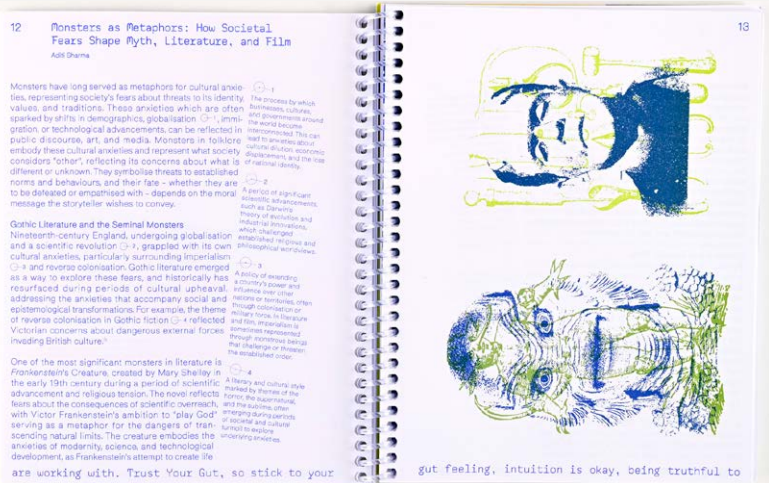 12
Monsters as Metaphors: How Societal
Fears Shape Myth, Literature, and Film
Aditi Sharma
Monsters have long served as metaphors for cultural anxie-
ties, representing society's fears about threats to its identity,
values, and traditions. These anxieties which are often
sparked by shifts in demographics, globalisation 1, immi-
gration, or technological advancements, can be reflected in
public discourse, art, and media. Monsters in folklore
embody these cultural anxieties and represent what society
considers "other", reflecting its concerns about what is
different or unknown. They symbolise threats to established
norms and behaviours, and their fate – whether they are
to be defeated or empathised with – depends on the moral
message the storyteller wishes to convey.
Gothic Literature and the Seminal Monsters
Nineteenth-century England, undergoing globalisation
and a scientific revolution 2, grappled with its own
cultural anxieties, particularly surrounding imperialism
3 and reverse colonisation. Gothic literature emerged
as a way to explore these fears, and historically has
resurfaced during periods of cultural upheaval,
addressing the anxieties that accompany social and
epistemological transformations. For example, the theme
of reverse colonisation in Gothic fiction 4 reflected
Victorian concerns about dangerous external forces
invading British culture.
One of the most significant monsters in literature is
Frankenstein's Creature, created by Mary Shelley in
the early 19th century during a period of scientific
advancement and religious tension. The novel reflects
fears about the consequences of scientific overreach,
with Victor Frankenstein's ambition to "play God"
serving as a metaphor for the dangers of tran-
scending natural limits. The creature embodies the
anxieties of modernity, science, and technological
development, as Frankenstein's attempt to create life
1
The process by which
businesses, cultures,
and governments around
the world become
interconnected. This can
lead to anxieties about
cultural dilution, economic
displacement, and the loss
of national identity.
2
A period of significant
scientific advancements,
such as Darwin's
theory of evolution and
industrial innovations,
which challenged
established religious and
philosophical worldviews.
3
A policy of extending
a country's power and
influence over other
nations or territories, often
through colonisation or
military force. In literature
and film, imperialism is
sometimes represented
through monstrous beings
that challenge or threaten
the established order.
4
A literary and cultural style
marked by themes of the
horror, the supernatural,
and the sublime, often
emerging during periods
of societal and cultural
turmoil to explore
underlying anxieties.
are working with. Trust Your Gut, so stick to your
13
gut feeling, intuition is okay, being truthful to